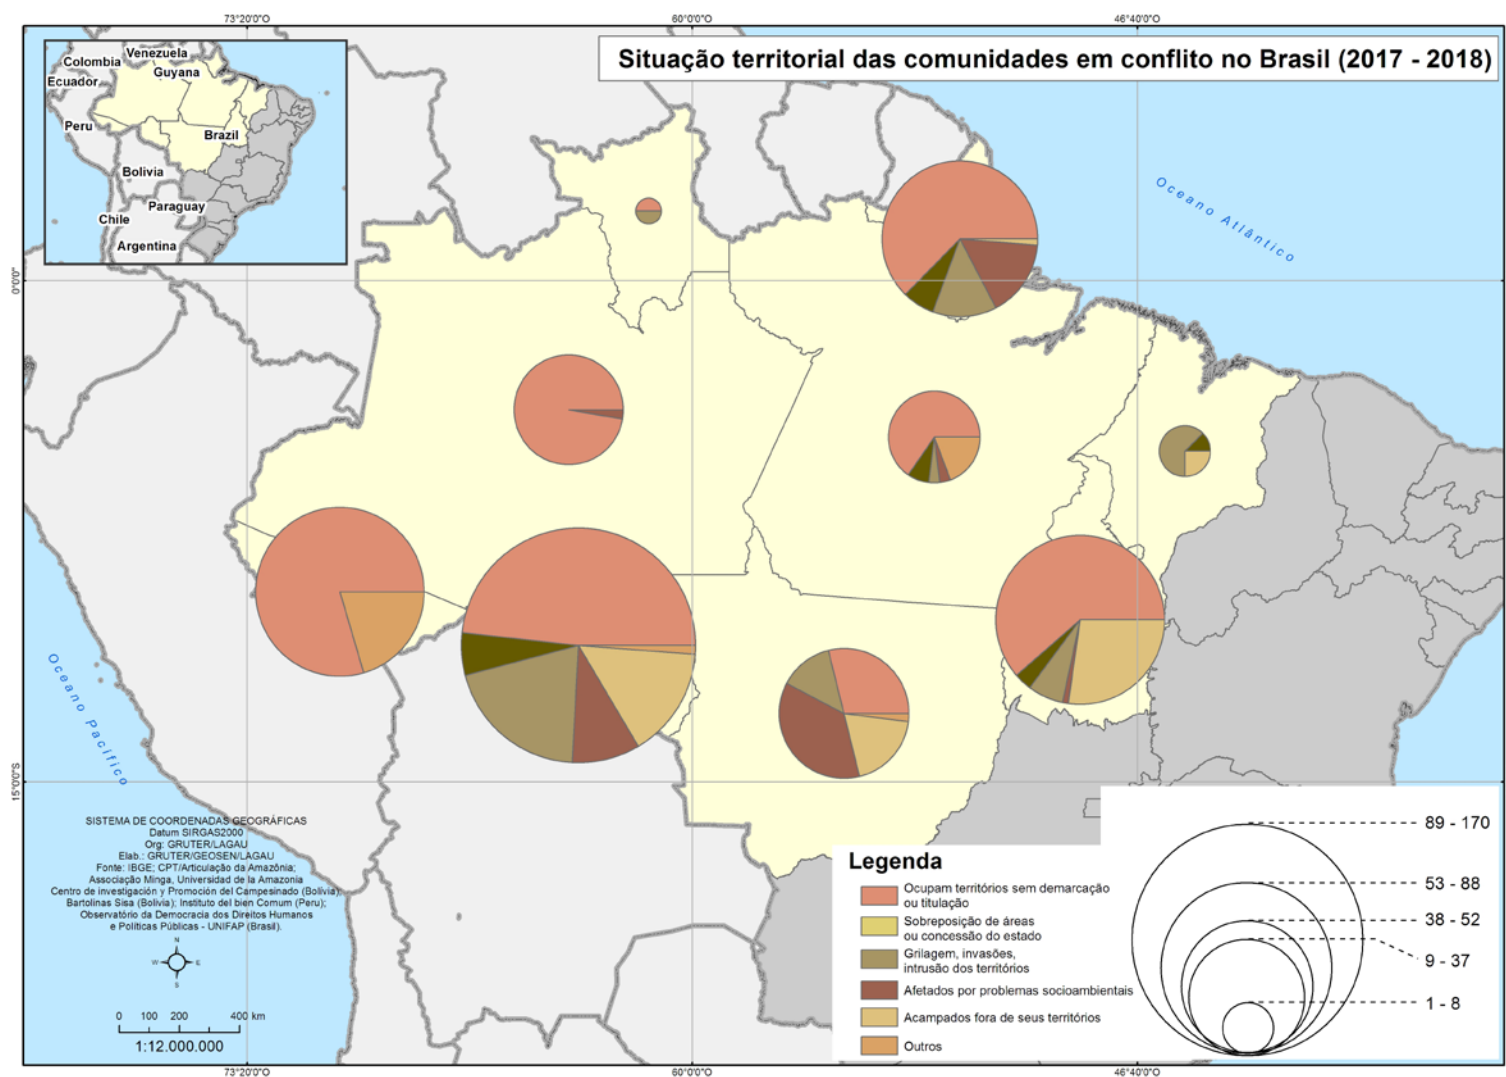 73°20'0"O
60°0'0"O
46°40'0"O
Situação territorial das comunidades em conflito no Brasil (2017 - 2018)
Venezuela
Colombia
Guyana
Ecuador
Peru
Brazil
Bolivia
Paraguay
Chile
Argentina
Oceano Atlântico
0°0'0"
Oceano Pacífico
15°0'0"S
SISTEMA DE COORDENADAS GEOGRÁFICAS
Datum SIRGAS2000
Org: GRUTER/LAGAU
Elab.: GRUTER/GEOSEN/LAGAU
Fonte: IBGE; CPT/Articulação da Amazônia;
Associação Minga, Universidad de la Amazonia
Centro de investigación y Promoción del Campesinado (Bolívia);
Bartolinas Sisa (Bolivia); Instituto del bien Comum (Peru);
Observatório da Democracia dos Direitos Humanos
e Políticas Públicas - UNIFAP (Brasil).
N
W E
S
0 100 200 400 km
1:12.000.000
Legenda
Ocupam territórios sem demarcação
ou titulação
Sobreposição de áreas
ou concessão do estado
Grilagem, invasões,
intrusão dos territórios
Afetados por problemas socioambientais
Acampados fora de seus territórios
Outros
89 - 170
53 - 88
38 - 52
9 - 37
1 - 8
73°20'0"O
60°0'0"O
46°40'0"O